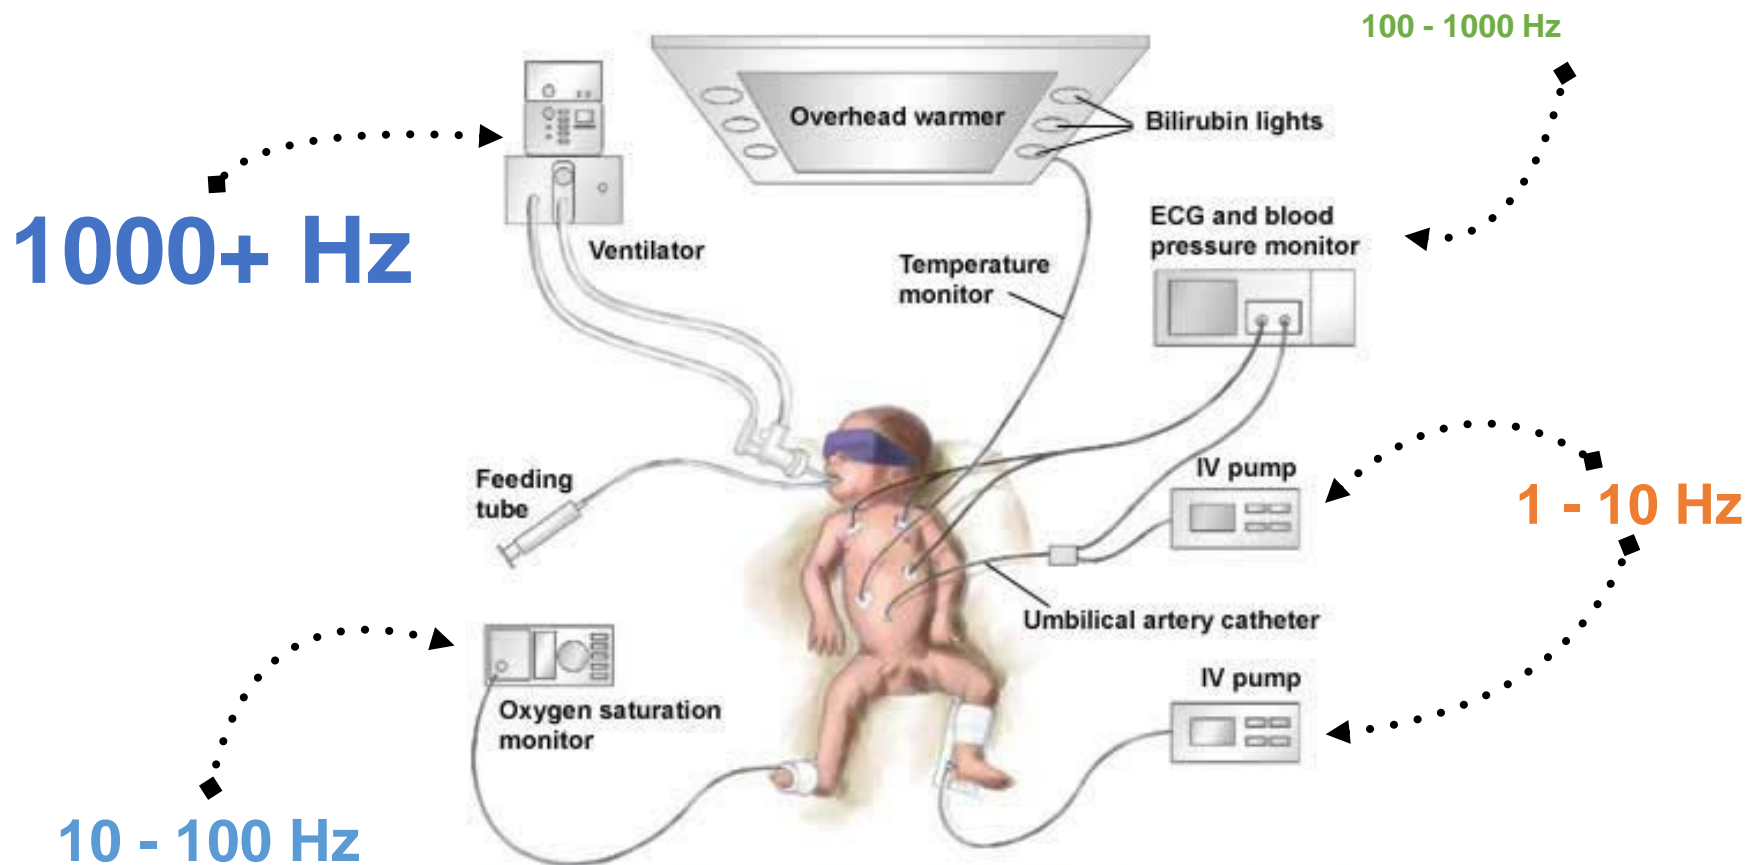 100 - 1000 Hz
Overhead warmer
Bilirubin lights
1000+ Hz
Ventilator
ECG and blood
pressure monitor
Temperature
monitor
Feeding
tube
IV pump
1 - 10 Hz
Umbilical artery catheter
IV pump
Oxygen saturation
monitor
10 - 100 Hz